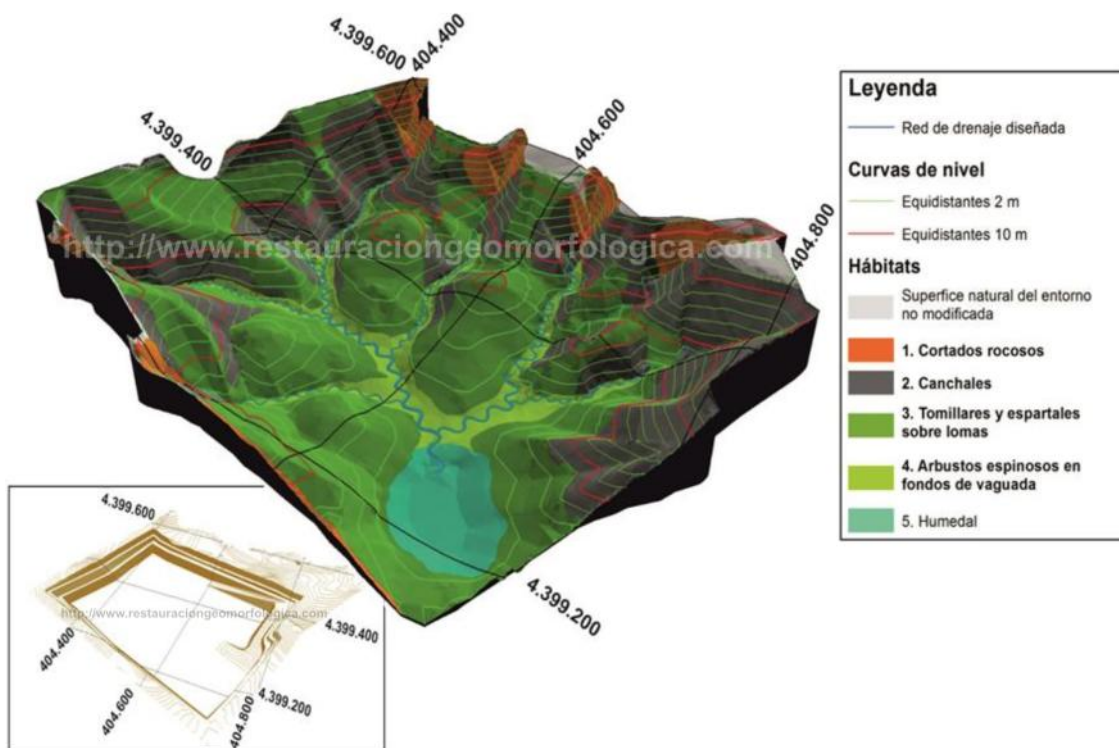 4.399.600
404.400
4.399.400
404.600
404.800
4.399.200
http://www.restauraciongeomorfologica.com
Leyenda
Red de drenaje diseñada
Curvas de nivel
Equidistantes 2 m
Equidistantes 10 m
Hábitats
Superfice natural del entorno
no modificada
1. Cortados rocosos
2. Canchales
3. Tomillares y espartales
sobre lomas
4. Arbustos espinosos en
fondos de vaguada
5. Humedal
4.399.600
http://www.restauraciongeomorfologica.com
4.399.400
404.400
4.399.200
404.600
404.800